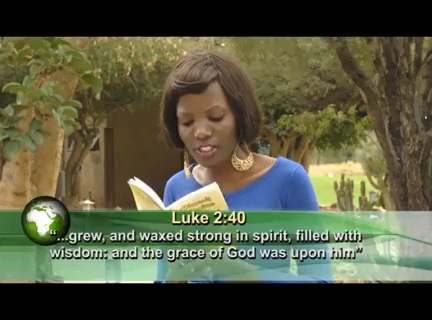 Luke 2:40
"...grew, and waxed strong in spirit, filled with
wisdom: and the grace of God was upon him"